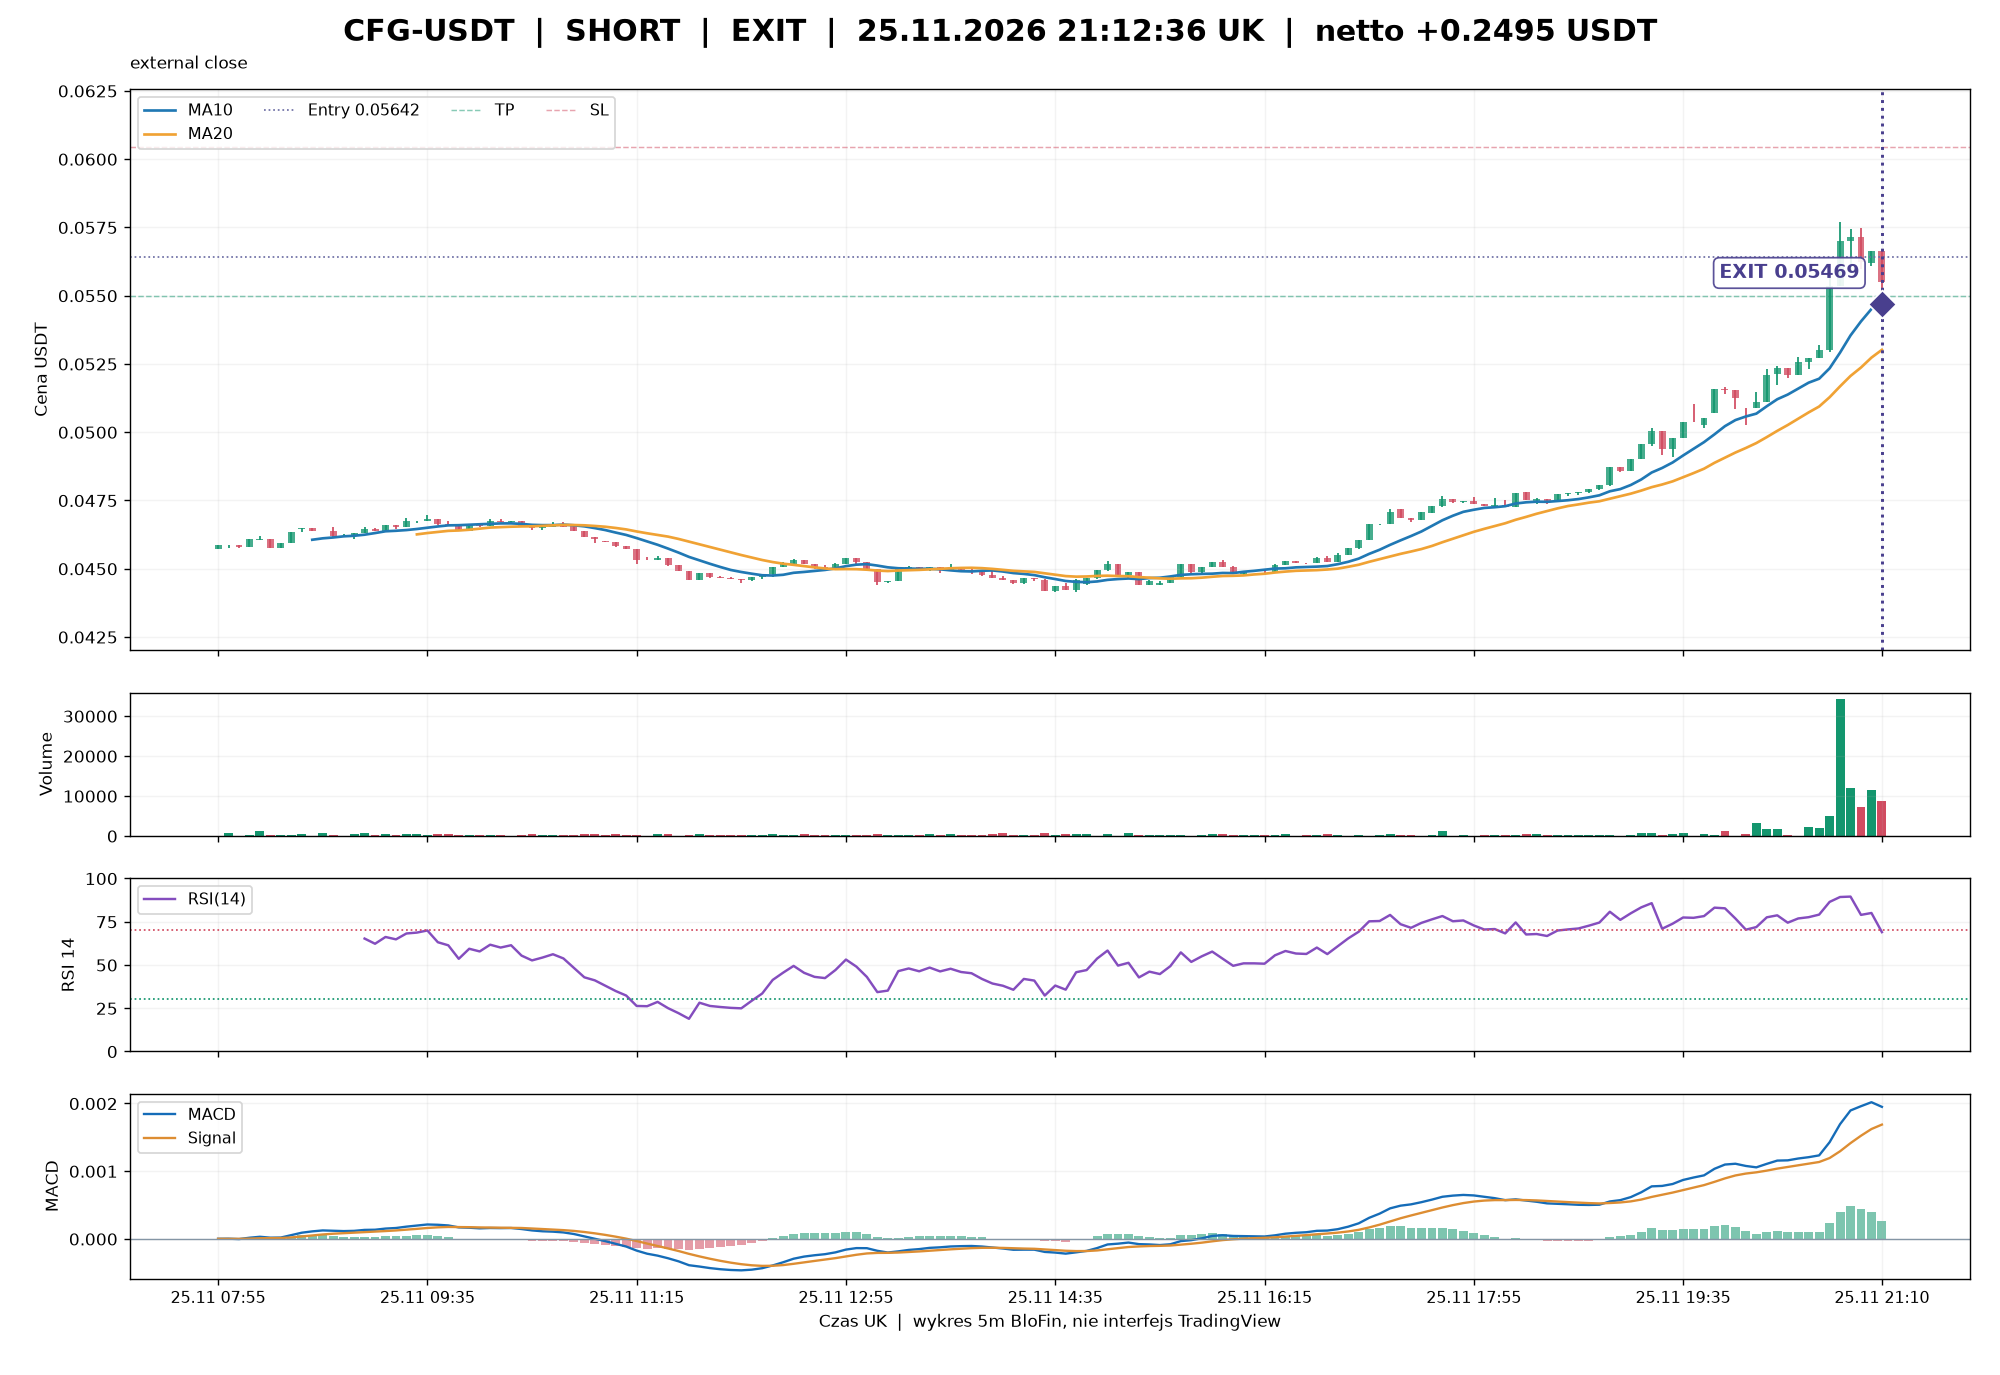 CFG-USDT | SHORT | EXIT | 25.11.2026 21:12:36 UK | netto +0.2495 USDT
external close
MA10
MA20
Entry 0.05642
TP
SL
0.0625
0.0600
0.0575
0.0550
0.0525
0.0500
0.0475
0.0450
0.0425
Cena USDT
EXIT 0.05469
30000
20000
10000
0
Volume
RSI(14)
100
75
50
25
0
RSI 14
MACD
Signal
0.002
0.001
0.000
MACD
25.11 07:55
25.11 09:35
25.11 11:15
25.11 12:55
25.11 14:35
25.11 16:15
25.11 17:55
25.11 19:35
25.11 21:10
Czas UK | wykres 5m BloFin, nie interfejs TradingView